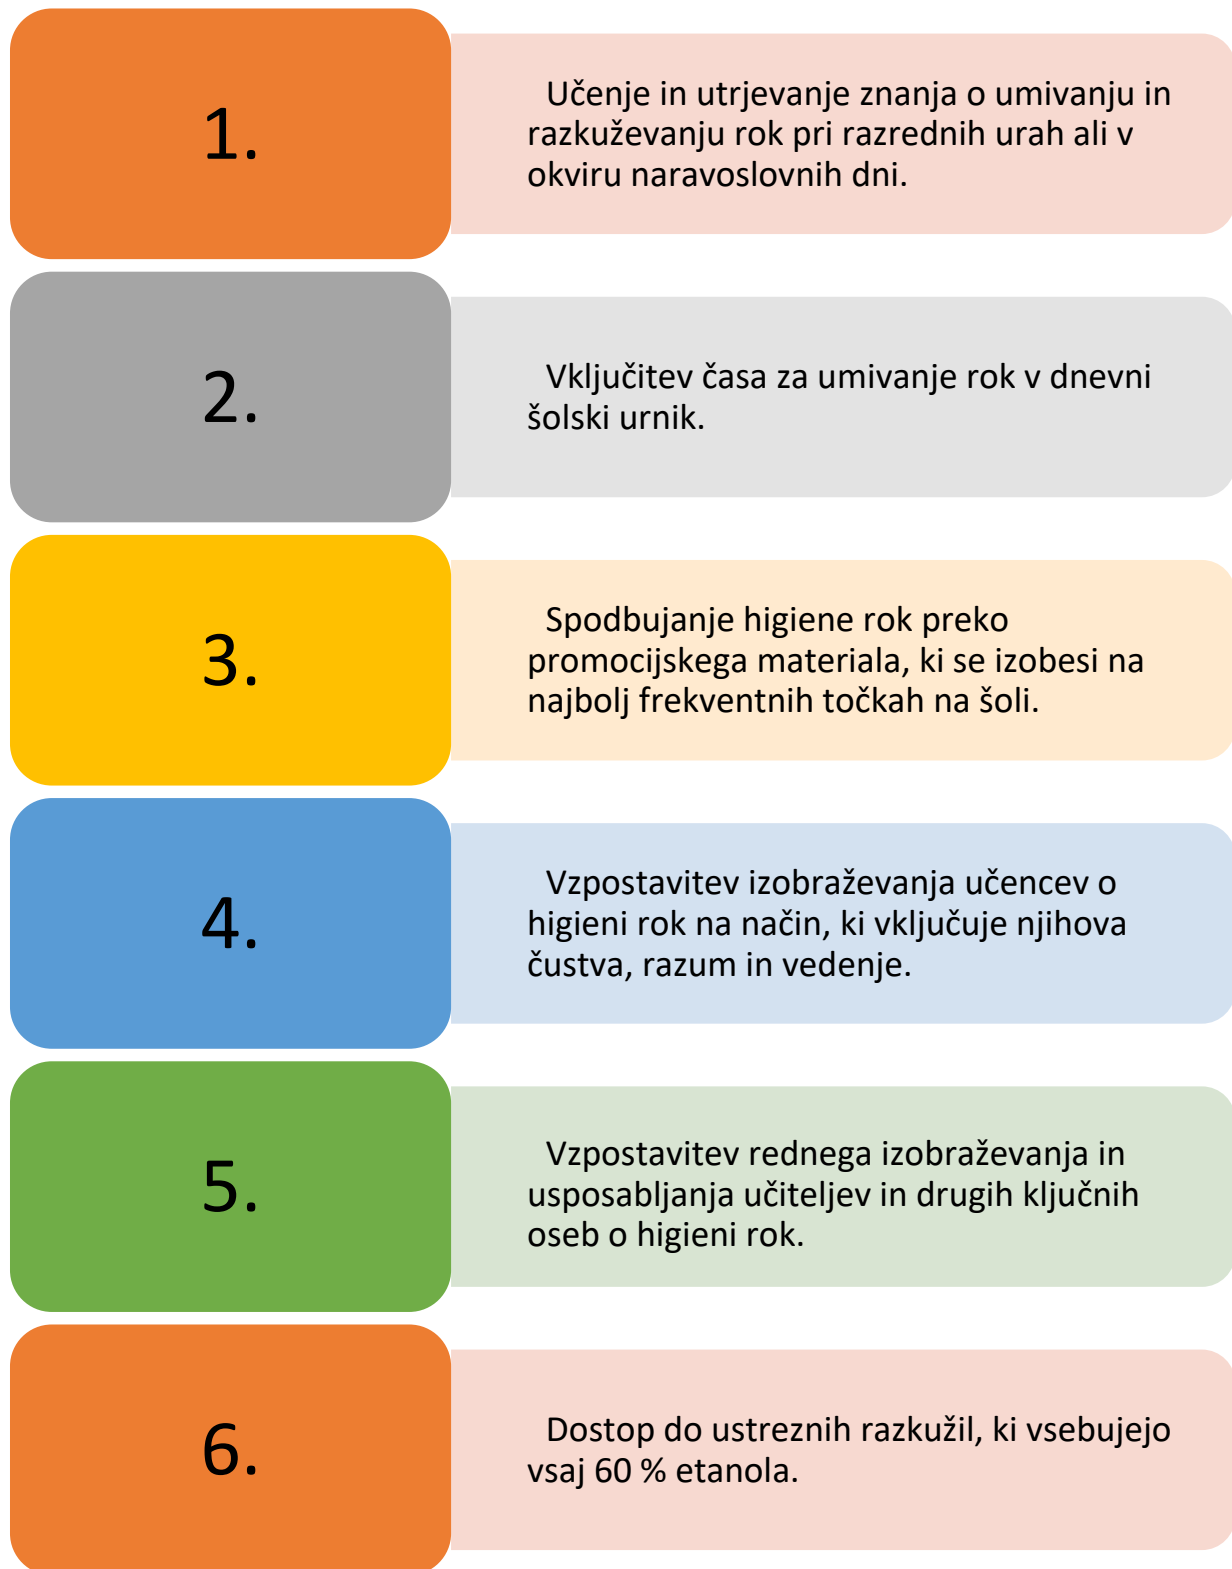 1.
Učenje in utrjevanje znanja o umivanju in
razkuževanju rok pri razrednih urah ali v
okviru naravoslovnih dni.
2.
Vključitev časa za umivanje rok v dnevni
šolski urnik.
3.
Spodbujanje higiene rok preko
promocijskega materiala, ki se izobesi na
najbolj frekventnih točkah na šoli.
4.
Vzpostavitev izobraževanja učencev o
higieni rok na način, ki vključuje njihova
čustva, razum in vedenje.
5.
Vzpostavitev rednega izobraževanja in
usposabljanja učiteljev in drugih ključnih
oseb o higieni rok.
6.
Dostop do ustreznih razkužil, ki vsebujejo
vsaj 60 % etanola.